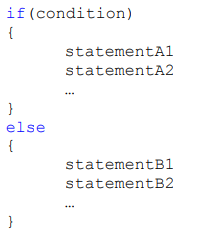 if(condition)
{
statementA1
statementA2
…
}
else
{
statementB1
statementB2
…
}